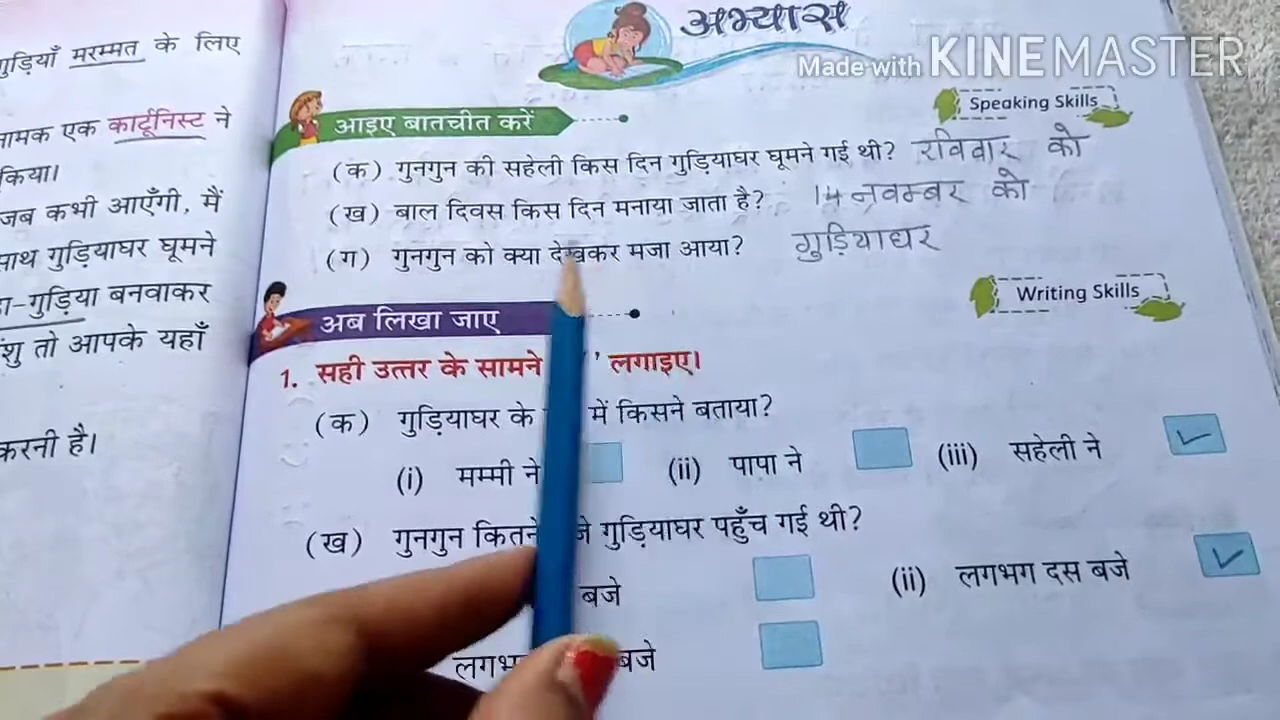 गुड़ियाँ मरम्मत के लिए
नामक एक कार्टूनिस्ट ने
किया।
जब कभी आएँगी, मैं
साथ गुड़ियाघर घूमने
-गुड़िया बनवाकर
तो आपके यहाँ
करनी है।
अभ्यास
Made with KINEMASTER
Speaking Skills
आइए बातचीत करें
(क) गुनगुन की सहेली किस दिन गुड़ियाघर घूमने गई थी? रविवार को
(ख) बाल दिवस किस दिन मनाया जाता है? 14 नवम्बर को
(ग) गुनगुन को क्या देखकर मजा आया? गुड़ियाघर
Writing Skills
अब लिखा जाए
1. सही उत्तर के सामने ' लगाइए।
(क) गुड़ियाघर के में किसने बताया?
(i) मम्मी ने (ii) पापा ने (iii) सहेली ने ✓
(ख) गुनगुन कितने गुड़ियाघर पहुँच गई थी?
बजे (ii) लगभग दस बजे ✓
बजे